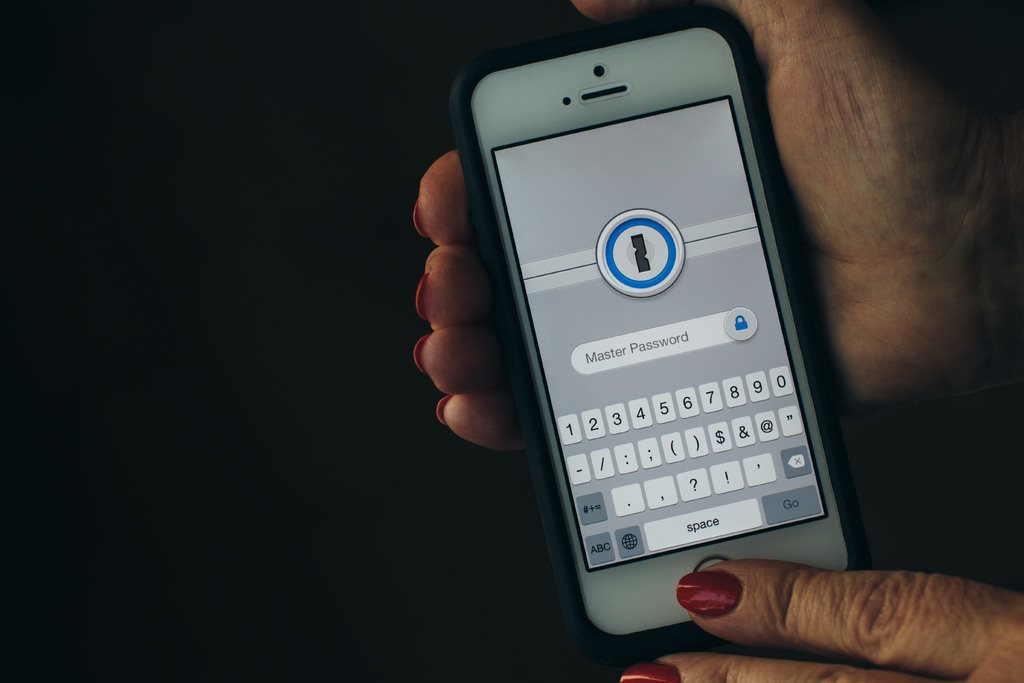 Master Password
1 2 3 4 5 6 7 8 9 0
- / : ; ( ) $ & @ "
#+= . , ? ! '
ABC space Go